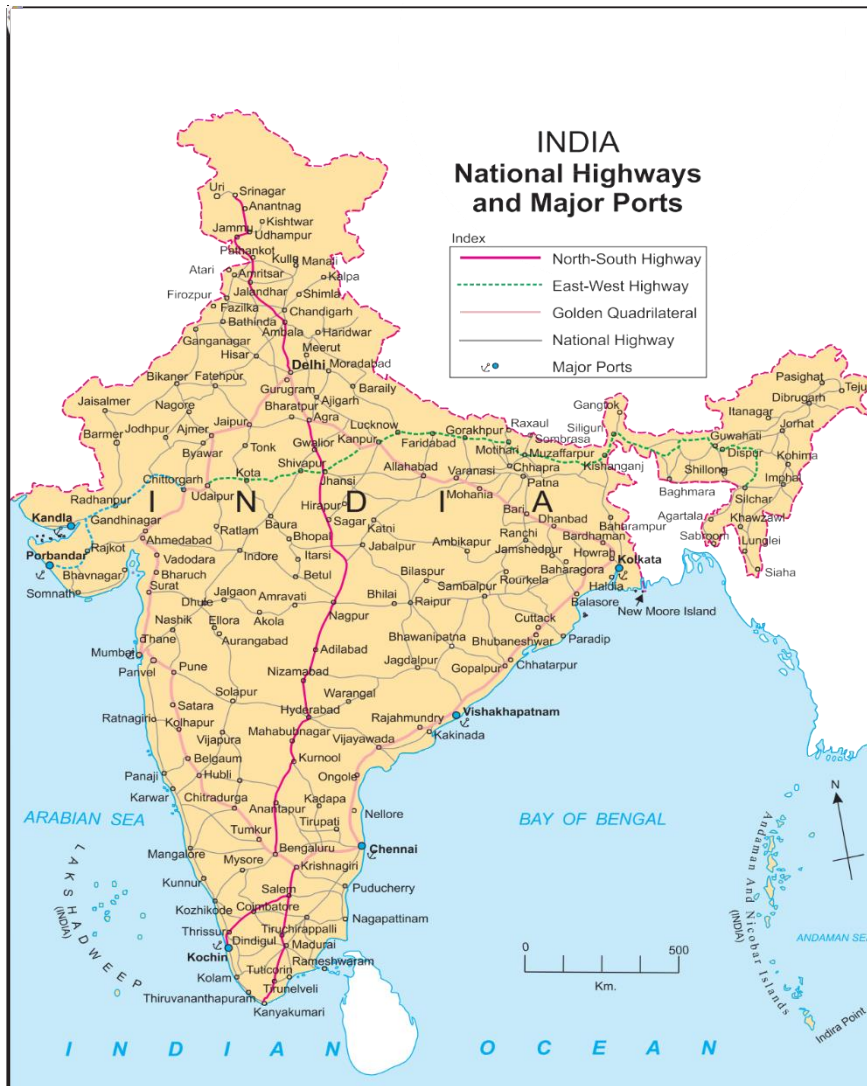 INDIA
National Highways
and Major Ports
Index
North-South Highway
East-West Highway
Golden Quadrilateral
National Highway
Major Ports
Uri
Srinagar
Anantnag
Kishtwar
Jammu
Udhampur
Pathankot
Kullu
Manali
Atari
Amritsar
Kalpa
Jalandhar
Shimla
Firozpur
Fazilka
Chandigarh
Bathinda
Ambala
Haridwar
Ganganagar
Hisar
Meerut
Delhi
Moradabad
Bikaner
Fatehpur
Gurugram
Baraily
Jaisalmer
Nagore
Bharatpur
Ajigarh
Agra
Jodhpur
Ajmer
Jaipur
Lucknow
Gorakhpur
Raxaul
Barmer
Byawar
Tonk
Gwalior
Kanpur
Faridabad
Motihari
Sombrasa
Muzaffarpur
Gangtok
Siliguri
Kishanganj
Pasighat
Teju
Dibrugarh
Itanagar
Jorhat
Guwahati
Disper
Kohima
Shillong
Imphal
Baghmara
Silchar
Agartala
Khawzawl
Sabroom
Lunglei
Siaha
Chittorgarh
Kota
Shivapur
Jhansi
Allahabad
Varanasi
Chhapra
Patna
Radhanpur
Udaipur
Mohania
INDIA
Kandla
Gandhinagar
Hirapur
Sagar
Katni
Bari
Dhanbad
Baharampur
Ahmedabad
Ratlam
Baura
Bhopal
Jabalpur
Ambikapur
Ranchi
Bardhaman
Porbandar
Rajkot
Vadodara
Indore
Itarsi
Jamshedpur
Howrah
Kolkata
Bhavnagar
Bharuch
Betul
Bilaspur
Rourkela
Baharagora
Haldia
Somnath
Surat
Jalgaon
Amravati
Bhilai
Sambalpur
Balasore
New Moore Island
Dhule
Akola
Nagpur
Raipur
Cuttack
Nashik
Ellora
Aurangabad
Bhawanipatna
Bhubaneshwar
Paradip
Thane
Adilabad
Jagdalpur
Gopalpur
Chhatarpur
Mumbai
Panvel
Pune
Nizamabad
Solapur
Warangal
Satara
Hyderabad
Rajahmundry
Vishakhapatnam
Ratnagiri
Kolhapur
Vijapura
Mahabubnagar
Vijayawada
Kakinada
Belgaum
Kurnool
Panaji
Hubli
Ongole
Karwar
Chitradurga
Anantapur
Kadapa
Nellore
ARABIAN SEA
Tumkur
Tirupati
BAY OF BENGAL
Mangalore
Bengaluru
Chennai
Mysore
Krishnagiri
Kunnur
Salem
Puducherry
Kozhikode
Coimbatore
Nagapattinam
Thrissur
Tiruchirappalli
Dindigul
Madurai
Kochin
Rameshwaram
Kolam
Tuticorin
Tirunelveli
Thiruvananthapuram
Kanyakumari
LAKSHADWEEP
(INDIA)
N
Andaman And Nicobar Islands
(INDIA)
ANDAMAN SE
Indira Point
0 500
Km.
INDIAN OCEAN